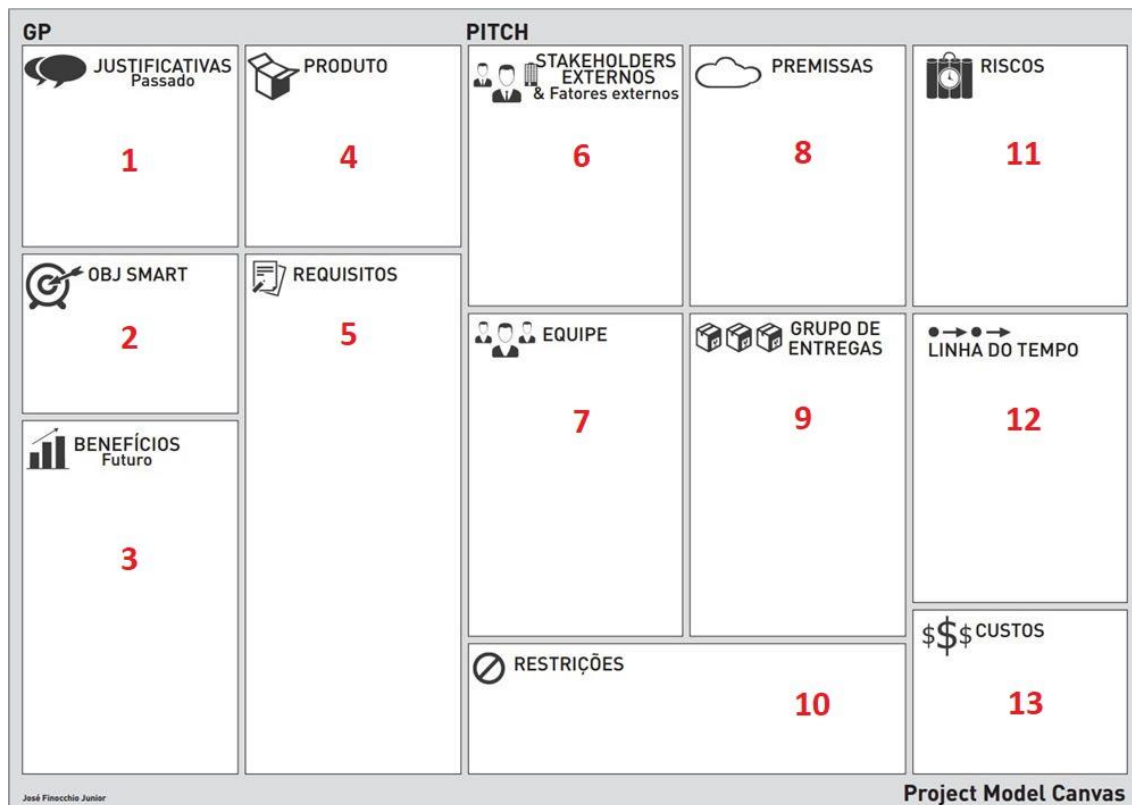 GP
PITCH
JUSTIFICATIVAS
Passado
1
PRODUTO
4
STAKEHOLDERS
EXTERNOS
& Fatores externos
6
PREMISSAS
8
RISCOS
11
OBJ SMART
2
REQUISITOS
5
BENEFÍCIOS
Futuro
3
EQUIPE
7
GRUPO DE
ENTREGAS
9
LINHA DO TEMPO
12
RESTRIÇÕES
10
$$$ CUSTOS
13
José Finocchio Junior
Project Model Canvas